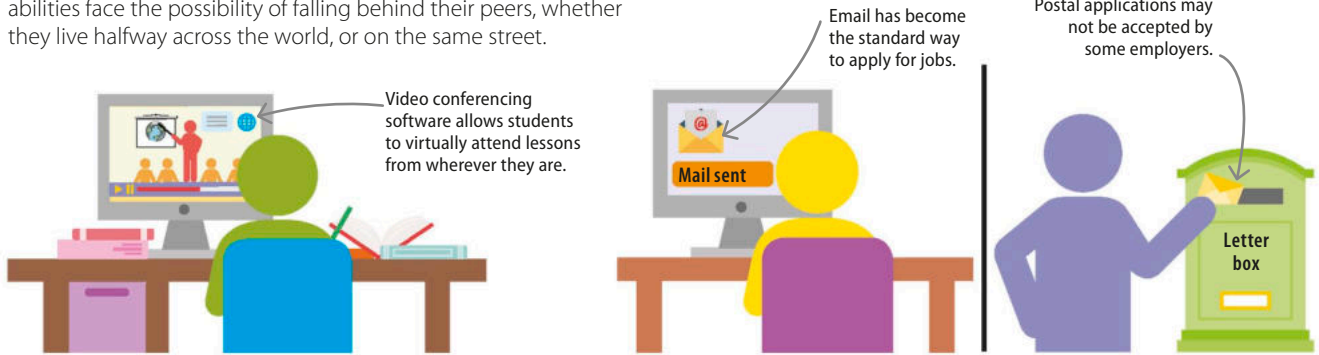 abilities face the possibility of falling behind their peers, whether
they live halfway across the world, or on the same street.
Video conferencing
software allows students
to virtually attend lessons
from wherever they are.
Email has become
the standard way
to apply for jobs.
@
Mail sent
Postal applications may
not be accepted by
some employers.
Letter
box